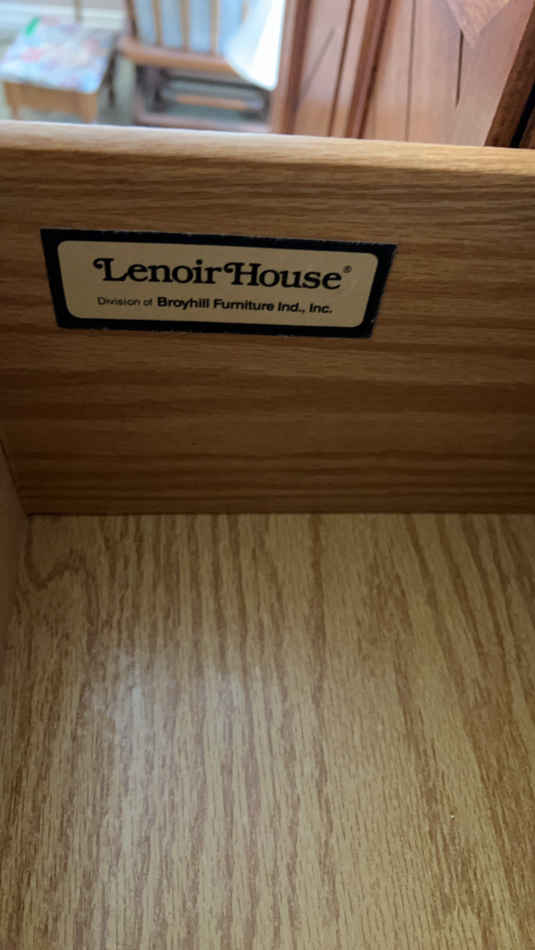 Lenoir House®
Division of Broyhill Furniture Ind., Inc.